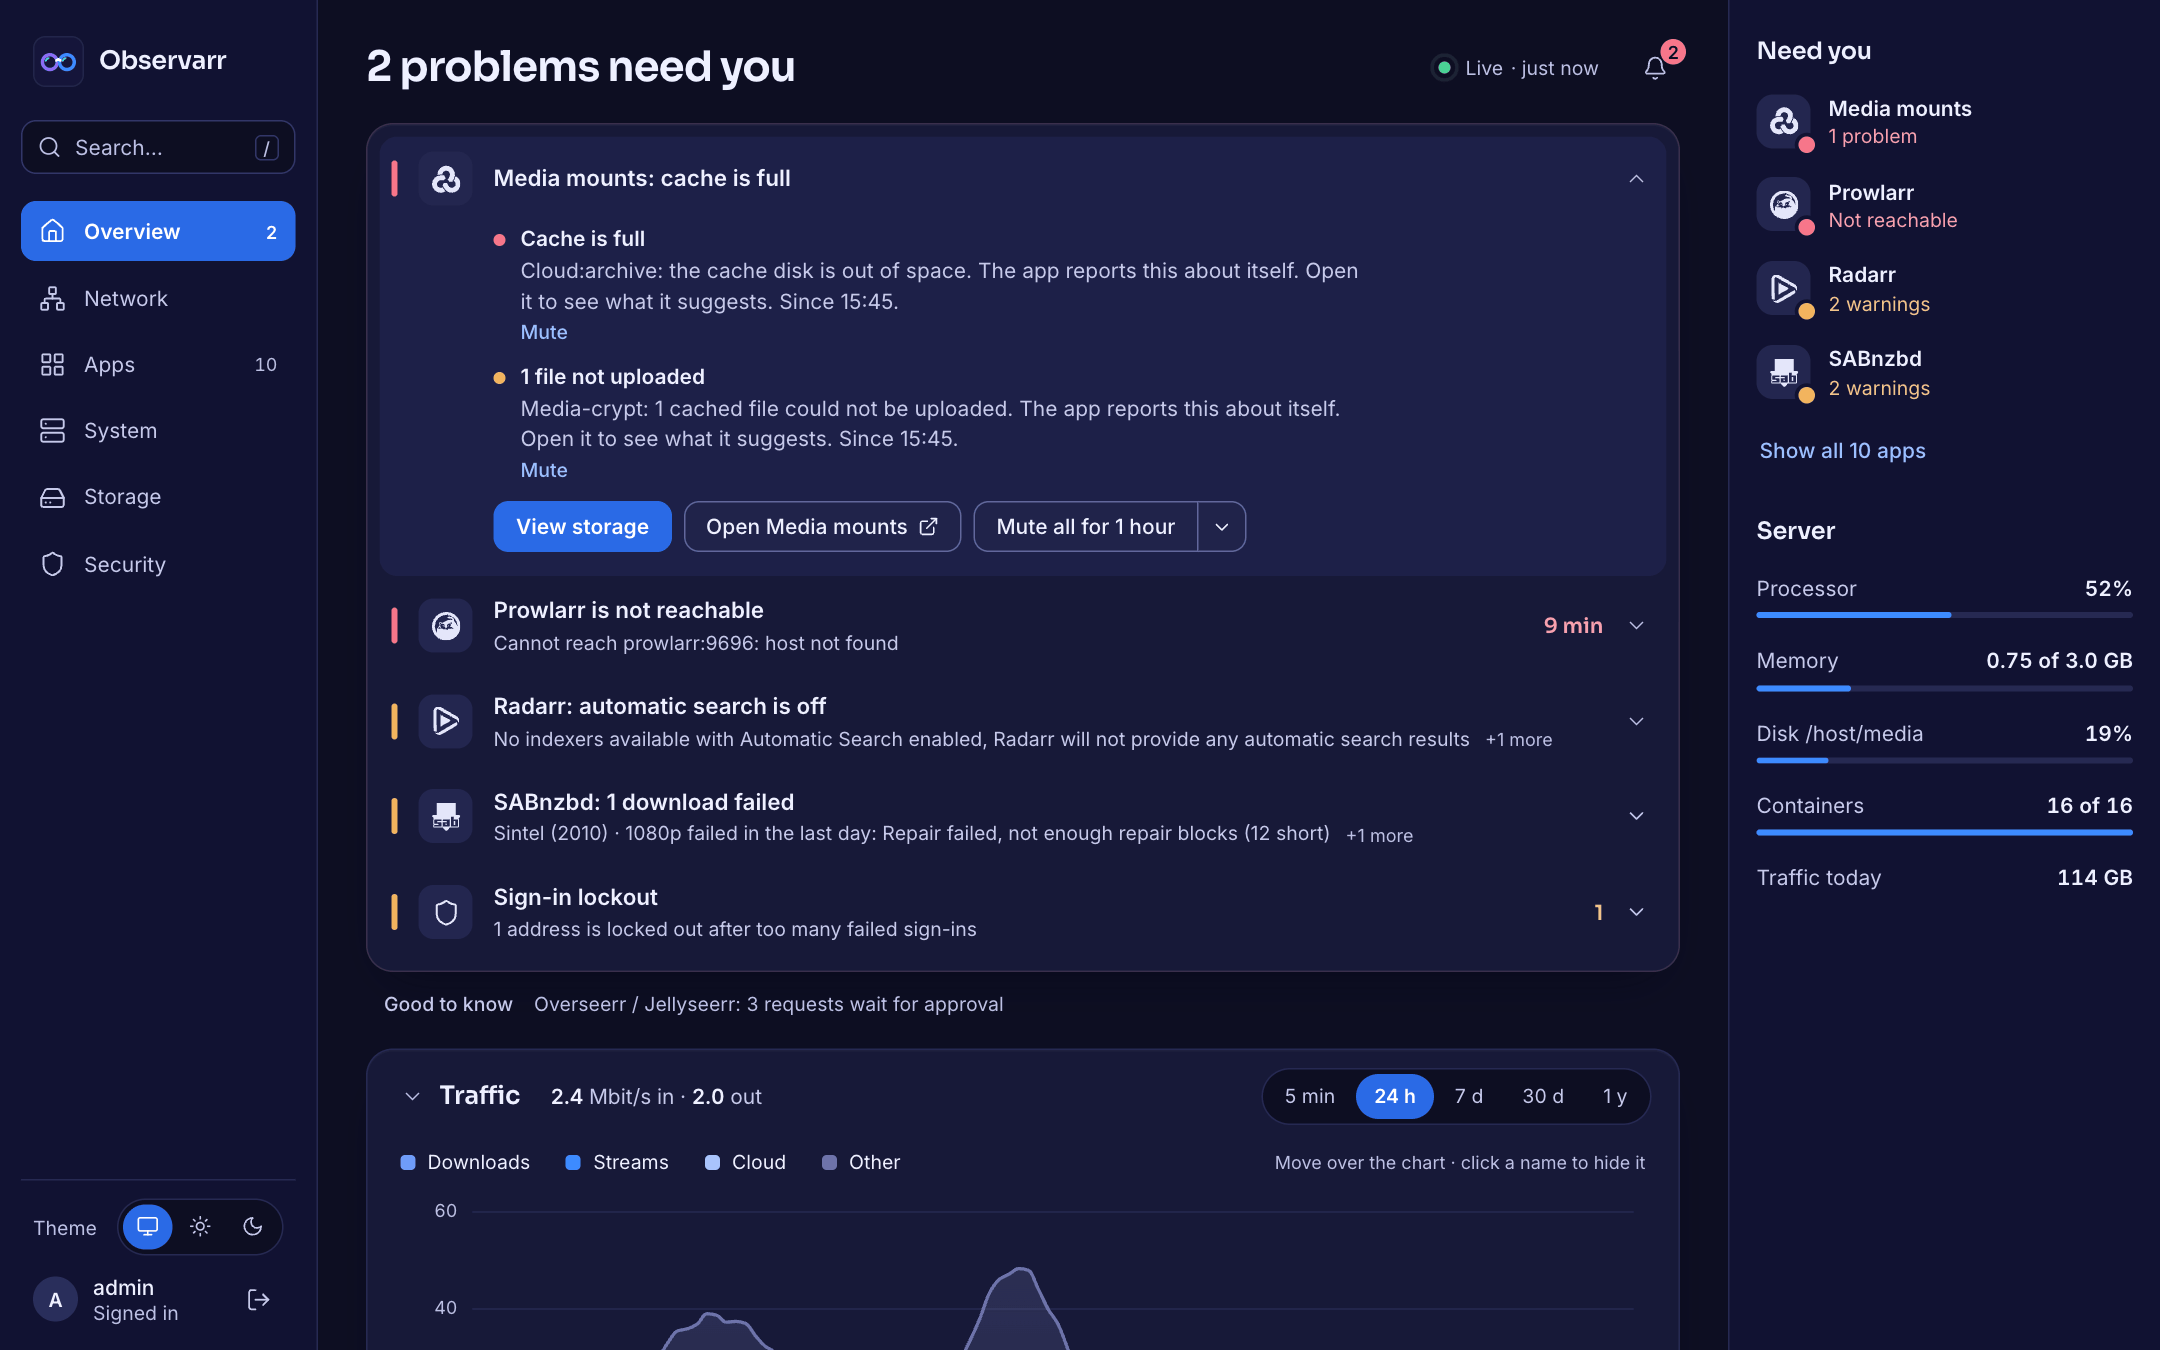 Observarr
Search...
/
Overview
2
Network
Apps
10
System
Storage
Security
Theme
A
admin
Signed in
2 problems need you
Live · just now
2
Media mounts: cache is full
Cache is full
Cloud:archive: the cache disk is out of space. The app reports this about itself. Open
it to see what it suggests. Since 15:45.
Mute
1 file not uploaded
Media-crypt: 1 cached file could not be uploaded. The app reports this about itself.
Open it to see what it suggests. Since 15:45.
Mute
View storage
Open Media mounts
Mute all for 1 hour
Prowlarr is not reachable
Cannot reach prowlarr:9696: host not found
9 min
Radarr: automatic search is off
No indexers available with Automatic Search enabled, Radarr will not provide any automatic search results +1 more
sab
SABnzbd: 1 download failed
Sintel (2010) · 1080p failed in the last day: Repair failed, not enough repair blocks (12 short) +1 more
Sign-in lockout
1 address is locked out after too many failed sign-ins
1
Good to know Overseerr / Jellyseerr: 3 requests wait for approval
Traffic
2.4 Mbit/s in · 2.0 out
5 min
24 h
7 d
30 d
1 y
Downloads
Streams
Cloud
Other
Move over the chart · click a name to hide it
60
40
Need you
Media mounts
1 problem
Prowlarr
Not reachable
Radarr
2 warnings
sab
SABnzbd
2 warnings
Show all 10 apps
Server
Processor 52%
Memory 0.75 of 3.0 GB
Disk /host/media 19%
Containers 16 of 16
Traffic today 114 GB